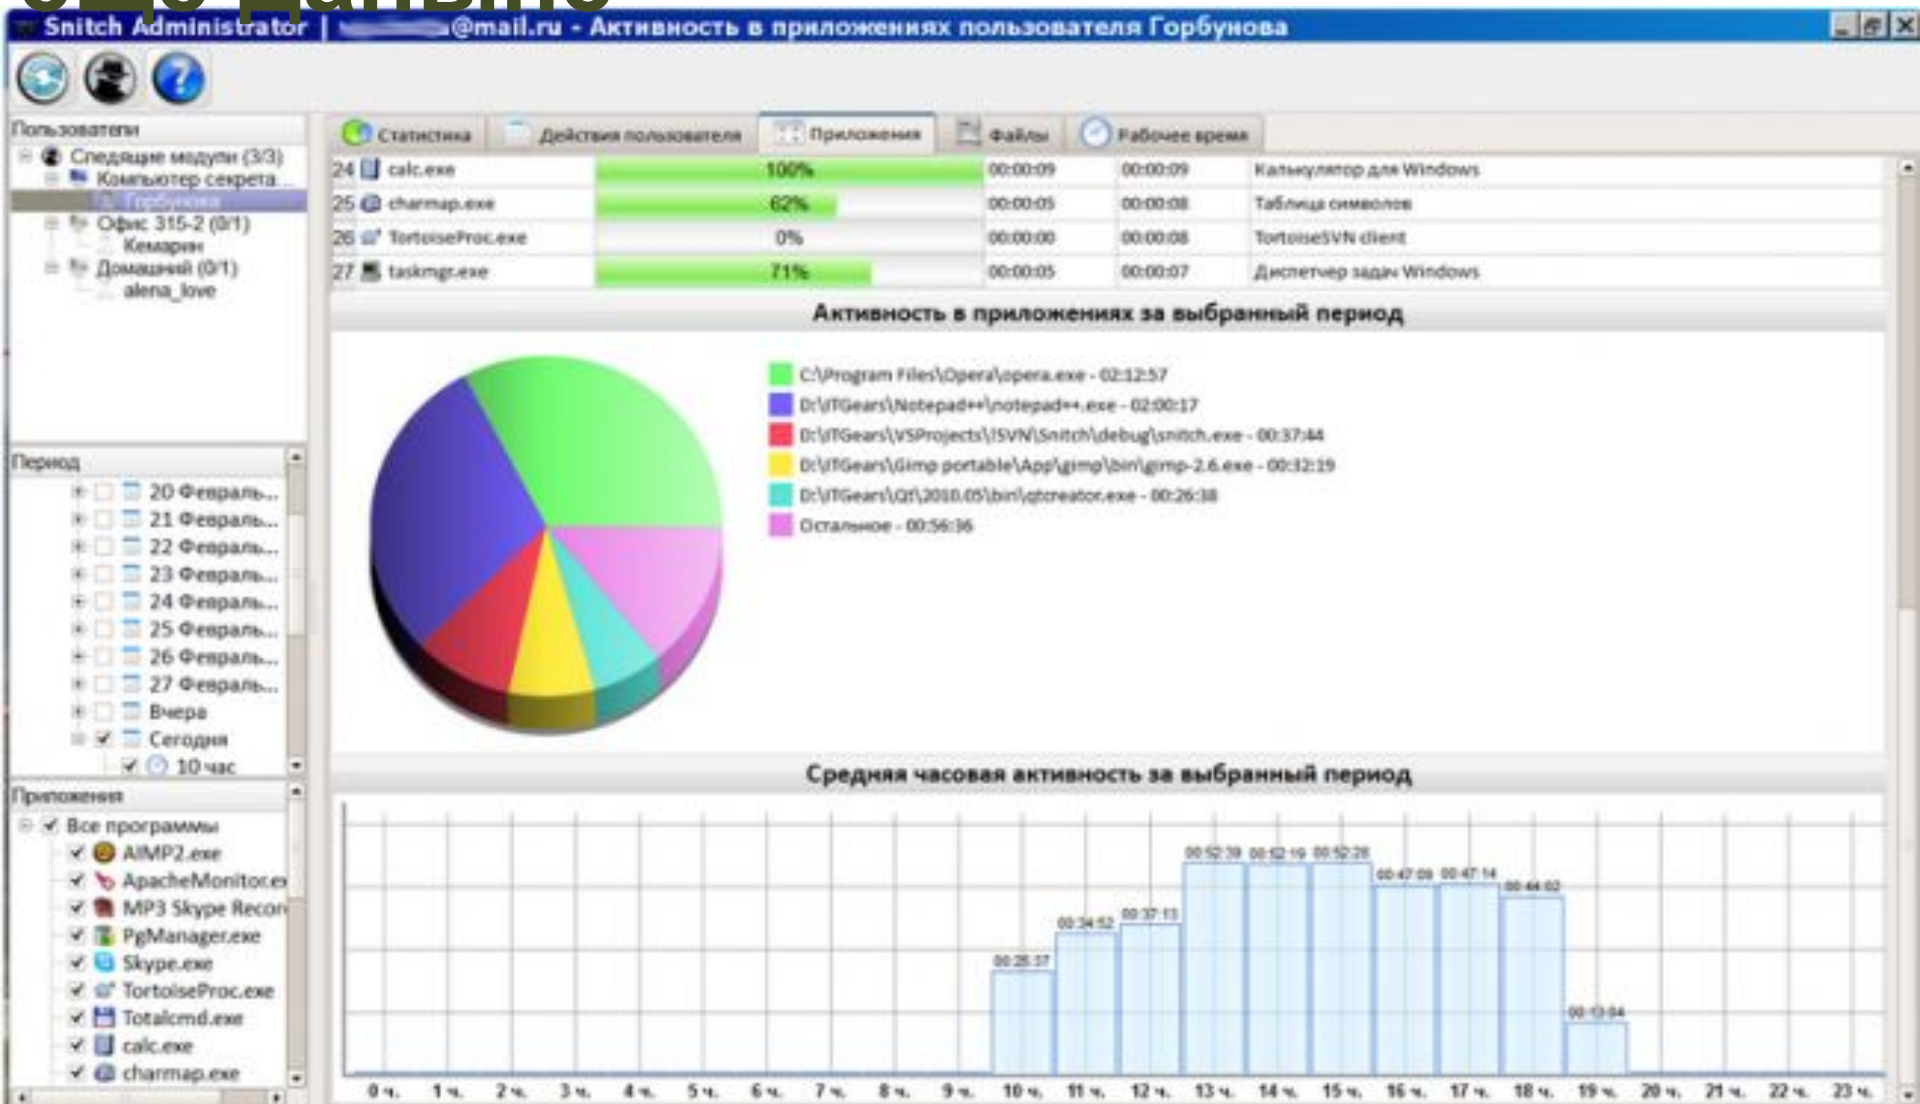 Snitch Administrator | @mail.ru - Активность в приложениях пользователя Горбунова
Пользователи
Следящие модули (3/3)
Компьютер секрета...
Горбунова
Офис 315-2 (0/1)
Кемарин
Домашний (0/1)
alena_love
Период
20 Февраль...
21 Февраль...
22 Февраль...
23 Февраль...
24 Февраль...
25 Февраль...
26 Февраль...
27 Февраль...
Вчера
Сегодня
10 час
Приложения
Все программы
AIMP2.exe
ApacheMonitor.ex
MP3 Skype Recor
PgManager.exe
Skype.exe
TortoiseProc.exe
Totalcmd.exe
calc.exe
charmap.exe
Статистика Действия пользователя Приложения Файлы Рабочее время
24 calc.exe 100% 00:00:09 00:00:09 Калькулятор для Windows
25 charmap.exe 62% 00:00:05 00:00:08 Таблица символов
26 TortoiseProc.exe 0% 00:00:00 00:00:08 TortoiseSVN client
27 taskmgr.exe 71% 00:00:05 00:00:07 Диспетчер задач Windows
Активность в приложениях за выбранный период
C:\Program Files\Opera\opera.exe - 02:12:57
D:\ITGears\Notepad++\notepad++.exe - 02:00:17
D:\ITGears\VSProjects\!SVN\Snitch\debug\snitch.exe - 00:37:44
D:\ITGears\Gimp portable\App\gimp\bin\gimp-2.6.exe - 00:32:19
D:\ITGears\Qt\2010.05\bin\qtcreator.exe - 00:26:38
Остальное - 00:56:36
Средняя часовая активность за выбранный период
00:25:37 00:34:52 00:37:13 00:52:39 00:52:19 00:52:28 00:47:09 00:47:14 00:44:02 00:13:04
0 ч. 1 ч. 2 ч. 3 ч. 4 ч. 5 ч. 6 ч. 7 ч. 8 ч. 9 ч. 10 ч. 11 ч. 12 ч. 13 ч. 14 ч. 15 ч. 16 ч. 17 ч. 18 ч. 19 ч. 20 ч. 21 ч. 22 ч. 23 ч.